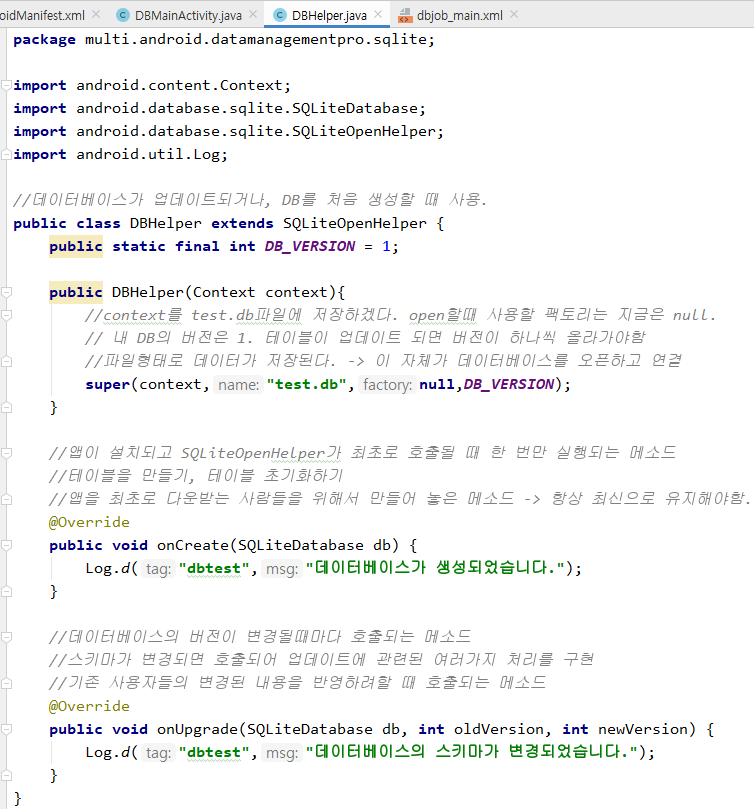 oidManifest.xml DBMainActivity.java DBHelper.java dbjob_main.xml
package multi.android.datamanagementpro.sqlite;
import android.content.Context;
import android.database.sqlite.SQLiteDatabase;
import android.database.sqlite.SQLiteOpenHelper;
import android.util.Log;
//데이터베이스가 업데이트되거나, DB를 처음 생성할 때 사용.
public class DBHelper extends SQLiteOpenHelper {
public static final int DB_VERSION = 1;
public DBHelper(Context context){
//context를 test.db파일에 저장하겠다. open할때 사용할 팩토리는 지금은 null.
// 내 DB의 버전은 1. 테이블이 업데이트 되면 버전이 하나씩 올라가야함
//파일형태로 데이터가 저장된다. -> 이 자체가 데이터베이스를 오픈하고 연결
super(context, name: "test.db", factory: null,DB_VERSION);
}
//앱이 설치되고 SQLiteOpenHelper가 최초로 호출될 때 한 번만 실행되는 메소드
//테이블을 만들기, 테이블 초기화하기
//앱을 최초로 다운받는 사람들을 위해서 만들어 놓은 메소드 -> 항상 최신으로 유지해야함.
@Override
public void onCreate(SQLiteDatabase db) {
Log.d( tag: "dbtest", msg: "데이터베이스가 생성되었습니다.");
}
//데이터베이스의 버전이 변경될때마다 호출되는 메소드
//스키마가 변경되면 호출되어 업데이트에 관련된 여러가지 처리를 구현
//기존 사용자들의 변경된 내용을 반영하려할 때 호출되는 메소드
@Override
public void onUpgrade(SQLiteDatabase db, int oldVersion, int newVersion) {
Log.d( tag: "dbtest", msg: "데이터베이스의 스키마가 변경되었습니다.");
}
}